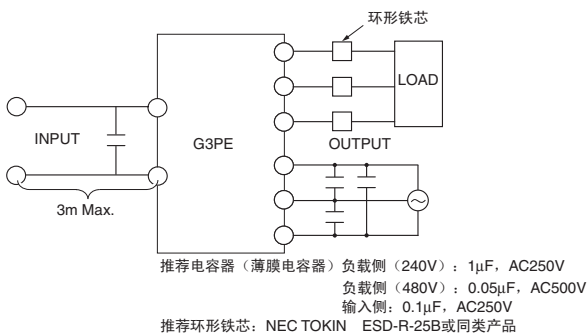 环形铁芯
LOAD
INPUT
G3PE
OUTPUT
3m Max.
推荐电容器（薄膜电容器）负载侧（240V）：1μF，AC250V
负载侧（480V）：0.05μF，AC500V
输入侧：0.1μF，AC250V
推荐环形铁芯：NEC TOKIN ESD-R-25B或同类产品